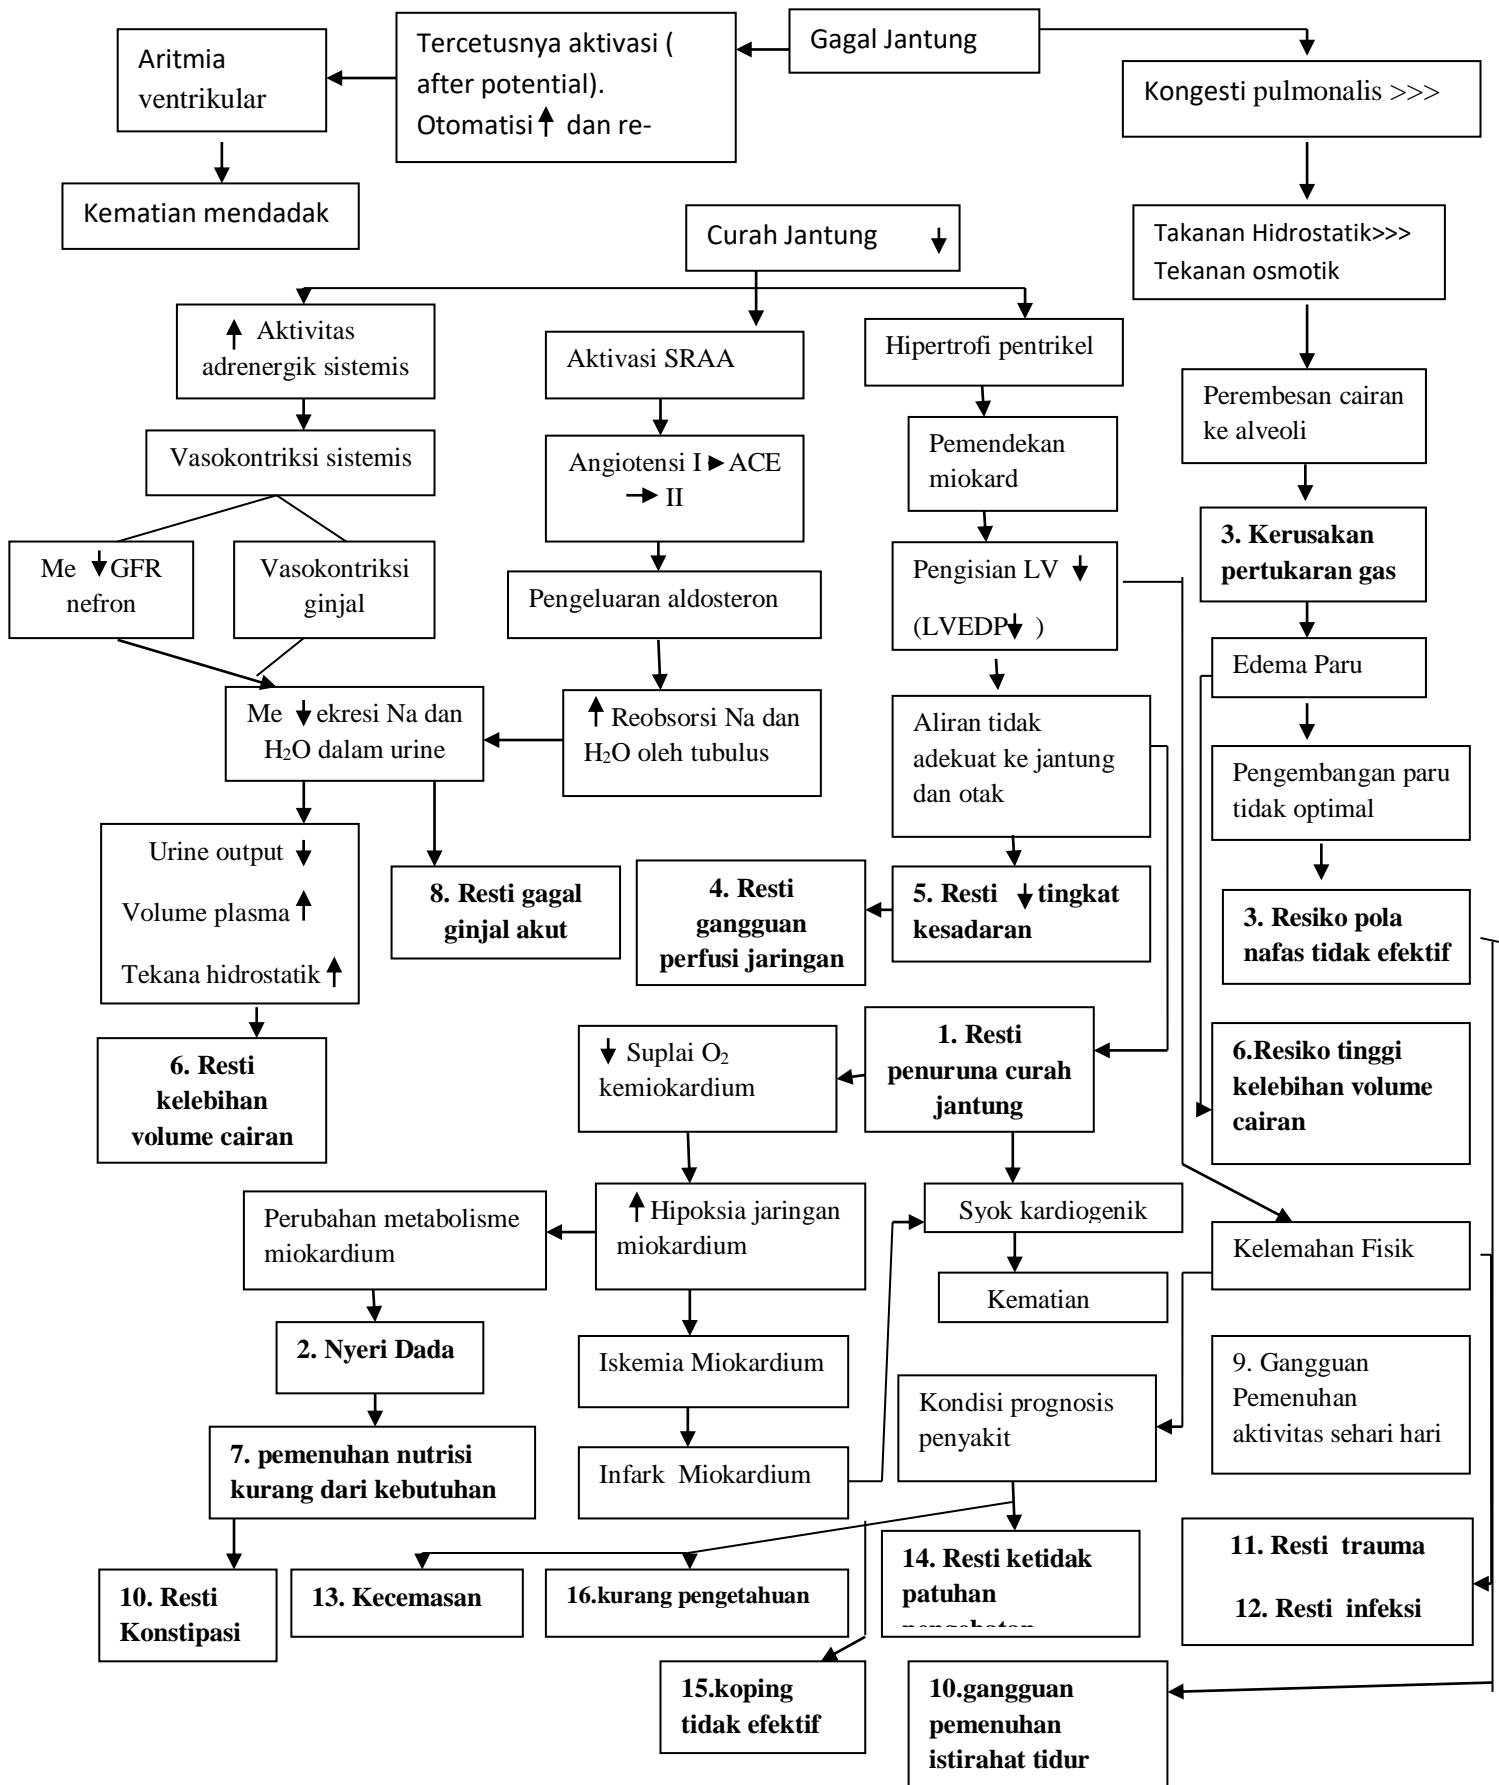 Gagal Jantung
Tercetusnya aktivasi (
after potential).
Otomatisi ↑ dan re-
Aritmia
ventrikular
Kongesti pulmonalis >>>
Kematian mendadak
Curah Jantung ↓
Takanan Hidrostatik>>>
Tekanan osmotik
↑ Aktivitas
adrenergik sistemis
Aktivasi SRAA
Hipertrofi pentrikel
Perembesan cairan
ke alveoli
Vasokontriksi sistemis
Angiotensi I ► ACE
→ II
Pemendekan
miokard
3. Kerusakan
pertukaran gas
Me ↓ GFR
nefron
Vasokontriksi
ginjal
Pengeluaran aldosteron
Pengisian LV ↓
(LVEDP↓ )
Edema Paru
Me ↓ ekresi Na dan
H₂O dalam urine
↑ Reobsorsi Na dan
H₂O oleh tubulus
Aliran tidak
adekuat ke jantung
dan otak
Pengembangan paru
tidak optimal
Urine output ↓
Volume plasma ↑
Tekana hidrostatik ↑
8. Resti gagal
ginjal akut
4. Resti
gangguan
perfusi jaringan
5. Resti ↓ tingkat
kesadaran
3. Resiko pola
nafas tidak efektif
6. Resti
kelebihan
volume cairan
↓ Suplai O₂
kemiokardium
1. Resti
penuruna curah
jantung
6.Resiko tinggi
kelebihan volume
cairan
Perubahan metabolisme
miokardium
↑ Hipoksia jaringan
miokardium
Syok kardiogenik
Kelemahan Fisik
Kematian
2. Nyeri Dada
Iskemia Miokardium
Kondisi prognosis
penyakit
9. Gangguan
Pemenuhan
aktivitas sehari hari
7. pemenuhan nutrisi
kurang dari kebutuhan
Infark Miokardium
10. Resti
Konstipasi
13. Kecemasan
16.kurang pengetahuan
14. Resti ketidak
patuhan
11. Resti trauma
12. Resti infeksi
15.koping
tidak efektif
10.gangguan
pemenuhan
istirahat tidur